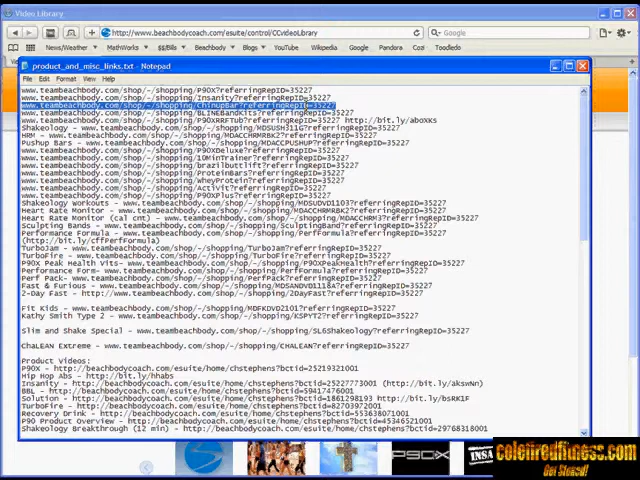 Video Library
http://www.beachbodycoach.com/esuite/control/CCvideoLibrary
Google
News/Weather MathWorks $$/Bills Blog YouTube Wikipedia Craigslist Cozi Toodledo
product_and_misc_links.txt - Notepad
File Edit Format View Help
www.teambeachbody.com/shop/-/shopping/P90X?referringRepID=35227
www.teambeachbody.com/shop/-/shopping/Insanity?referringRepID=35227
www.teambeachbody.com/shop/-/shopping/ChinUpBar?referringRepID=35227
www.teambeachbody.com/shop/-/shopping/BLINEBandKits?referringRepID=35227
www.teambeachbody.com/shop/-/shopping/P90XRRFTub?referringRepID=35227 http://bit.ly/aboXKs
Shakeology - www.teambeachbody.com/shop/-/shopping/MDSUSH311G?referringRepID=35227
HRM - www.teambeachbody.com/shop/-/shopping/MDACCHRMRBK2?referringRepID=35227
Pushup Bars - www.teambeachbody.com/shop/-/shopping/MDACCPUSHUP?referringRepID=35227
www.teambeachbody.com/shop/-/shopping/P90XDeluxe?referringRepID=35227
www.teambeachbody.com/shop/-/shopping/10MinTrainer?referringRepID=35227
www.teambeachbody.com/shop/-/shopping/brazilbuttlift?referringRepID=35227
www.teambeachbody.com/shop/-/shopping/ProteinBars?referringRepID=35227
www.teambeachbody.com/shop/-/shopping/WheyProtein?referringRepID=35227
www.teambeachbody.com/shop/-/shopping/ActiVit?referringRepID=35227
www.teambeachbody.com/shop/-/shopping/P90XPlus?referringRepID=35227
Shakeology workouts - www.teambeachbody.com/shop/-/shopping/MDSUDVD1103?referringRepID=35227
Heart Rate Monitor - www.teambeachbody.com/shop/-/shopping/MDACCHRMRBK2?referringRepID=35227
Heart Rate Monitor (cal cnt) - www.teambeachbody.com/shop/-/shopping/MDACCHRM3?referringRepID=35227
Sculpting Bands - www.teambeachbody.com/shop/-/shopping/SculptingBand?referringRepID=35227
Performance Formula - www.teambeachbody.com/shop/-/shopping/PerfFormula?referringRepID=35227
(http://bit.ly/cffPerfFormula)
TurboJam - www.teambeachbody.com/shop/-/shopping/TurboJam?referringRepID=35227
TurboFire - www.teambeachbody.com/shop/-/shopping/TurboFire?referringRepID=35227
P90X Peak Health Vits- www.teambeachbody.com/shop/-/shopping/P90XPeakHealth?referringRepID=35227
Performance Form- www.teambeachbody.com/shop/-/shopping/PerfFormula?referringRepID=35227
Perf Pack- www.teambeachbody.com/shop/-/shopping/PerfPack?referringRepID=35227
Fast & Furious - www.teambeachbody.com/shop/-/shopping/MDSANDVD1118A?referringRepID=35227
2-Day Fast - http://www.teambeachbody.com/shop/-/shopping/2DayFast?referringRepID=35227
Fit Kids - www.teambeachbody.com/shop/-/shopping/MDFKDVD2101?referringRepID=35227
Kathy Smith Type 2 - www.teambeachbody.com/shop/-/shopping/KSPYT2?referringRepID=35227
Slim and Shake Special - www.teambeachbody.com/shop/-/shopping/SL6Shakeology?referringRepID=35227
ChaLEAN Extreme - www.teambeachbody.com/shop/-/shopping/CHALEAN?referringRepID=35227
Product Videos:
P90X - http://beachbodycoach.com/esuite/home/chstephens?bctid=25219321001
Hip Hop Abs - http://bit.ly/hhabs
Insanity - http://beachbodycoach.com/esuite/home/chstephens?bctid=25227773001 (http://bit.ly/akswNn)
BBL - http://beachbodycoach.com/esuite/home/chstephens?bctid=59417476001
Solution - http://beachbodycoach.com/esuite/home/chstephens?bctid=1861298193 http://bit.ly/bsRK1F
TurboFire - http://beachbodycoach.com/esuite/home/chstephens?bctid=82703972001
Recovery Drink - http://beachbodycoach.com/esuite/home/chstephens?bctid=553638071001
P90 Product Overview - http://beachbodycoach.com/esuite/home/chstephens?bctid=45346521001
Shakeology Breakthrough (12 min) - http://beachbodycoach.com/esuite/home/chstephens?bctid=29768318001
P90X
INSA
colefiredfitness.com
Get Stoked!